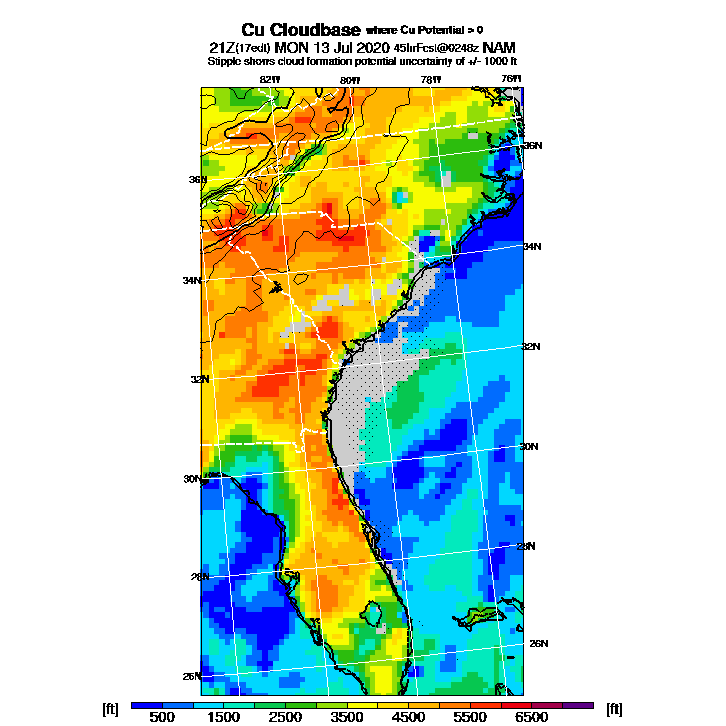 Cu Cloudbase where Cu Potential > 0
21Z(17edt) MON 13 Jul 2020 45hrFcst@0248z NAM
Stipple shows cloud formation potential uncertainty of +/- 1000 ft
82W 80W 78W 76W
36N
36N
34N
34N
32N
32N
30N
30N
28N
28N
26N
26N
[ft] [ft]
500 1500 2500 3500 4500 5500 6500